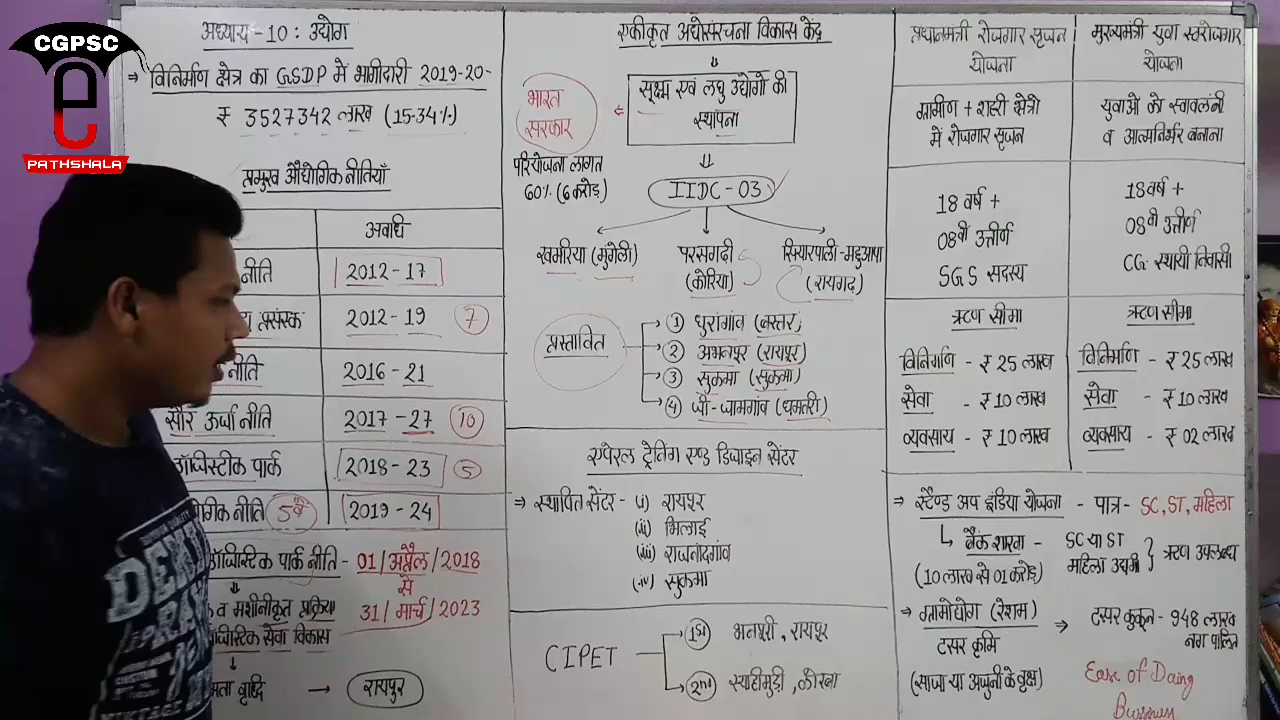 CGPSC
e
PATHSHALA
अध्याय - 10 : उद्योग
⇒ विनिर्माण क्षेत्र का GSDP में भागीदारी 2019-20-
₹ 3527342 लाख (15.34%)
प्रमुख औद्योगिक नीतियाँ
अवधि
नीति 2012 - 17
प्रसंस्क 2012 - 19 7
नीति 2016 - 21
सौर ऊर्जा नीति 2017 - 27 10
पार्क 2018 - 23 5
नीति 5वर्ष 2019 - 24
पार्क नीति - 01/अप्रैल/2018
से
व मशीनीकृत प्रक्रिया 31/मार्च/2023
सेवा विकास
वृद्धि → रायपुर
एकीकृत अधोसंरचना विकास केंद्र
सूक्ष्म एवं लघु उद्योगो की
स्थापना
भारत
सरकार
परियोजना लागत
60% (6 करोड़)
IIDC - 03
खमरिया (मुंगेली)
परसगढी
(कोरिया)
सियारपाली-महुआपा
(रायगढ़)
प्रस्तावित
① धुरागांव (बस्तर)
② अभनपुर (रायपुर)
③ सुकमा (सुकमा)
④ जी-जामगांव (धमतरी)
एपेरल ट्रेनिंग एण्ड डिजाइन सेंटर
⇒ स्थापित सेंटर - (i) रायपुर
(ii) भिलाई
(iii) राजनांदगांव
(iv) सुकमा
CIPET
1st भनपुरी, रायपुर
2nd स्याहीमुड़ी, कोरबा
प्रधानमंत्री रोजगार सृजन
योजना
ग्रामीण + शहरी क्षेत्रो
में रोजगार सृजन
18 वर्ष +
08वी उत्तीर्ण
SGS सदस्य
ऋण सीमा
विनिर्माण - ₹ 25 लाख
सेवा - ₹ 10 लाख
व्यवसाय - ₹ 10 लाख
मुख्यमंत्री युवा स्वरोजगार
योजना
युवाओ को स्वावलंबी
व आत्मनिर्भर बनाना
18 वर्ष +
08वी उत्तीर्ण
CG स्थायी निवासी
ऋण सीमा
विनिर्माण - ₹ 25 लाख
सेवा - ₹ 10 लाख
व्यवसाय - ₹ 02 लाख
⇒ स्टैण्ड अप इंडिया योजना - पात्र - SC, ST, महिला
बैंक शाखा - SC या ST
महिला उद्यमी } ऋण उपलब्ध
(10 लाख से 01 करोड़)
⇒ ग्रामोद्योग (रेशम) ⇒ टसर कुकून - 948 लाख
नग पालित
टसर कृमि
(साजा या अर्जुनी के वृक्ष)
Ease of Doing
Bussiness